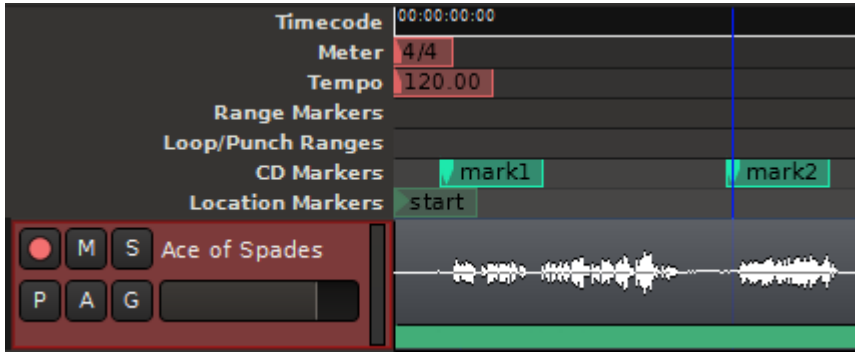 Timecode 00:00:00:00
Meter 4/4
Tempo 120.00
Range Markers
Loop/Punch Ranges
CD Markers mark1 mark2
Location Markers start
M S Ace of Spades
P A G